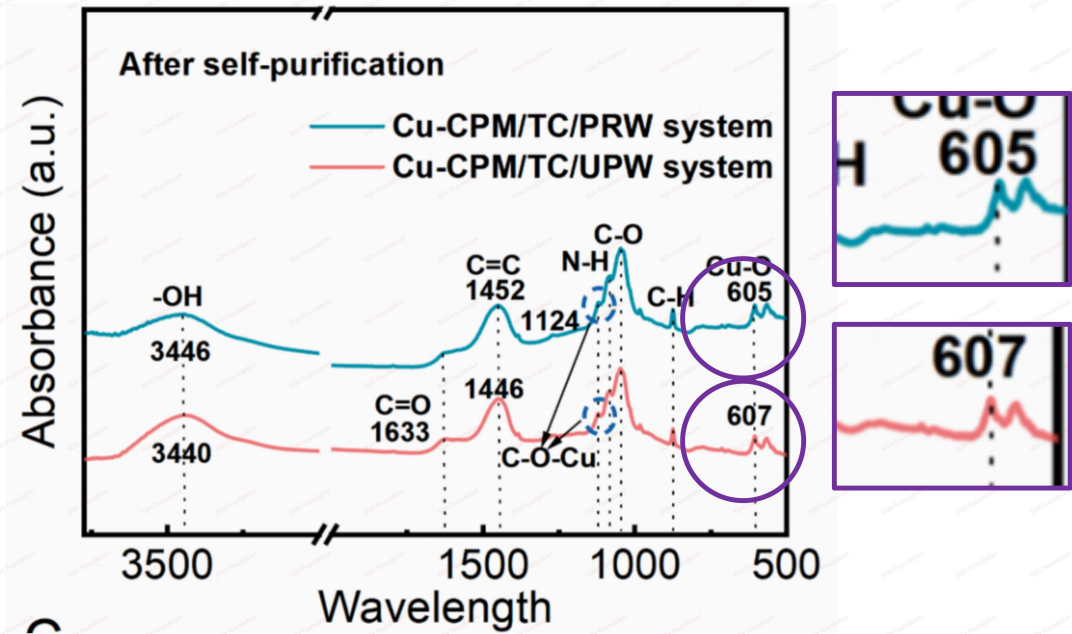 After self-purification
Cu-CPM/TC/PRW system
Cu-CPM/TC/UPW system
Absorbance (a.u.)
-OH
3446
3440
C=O
1633
C=C
1452
1446
1124
N-H
C-O
C-O-Cu
C-H
Cu-O
605
607
3500
1500
1000
500
Wavelength
Cu-O
H
605
607